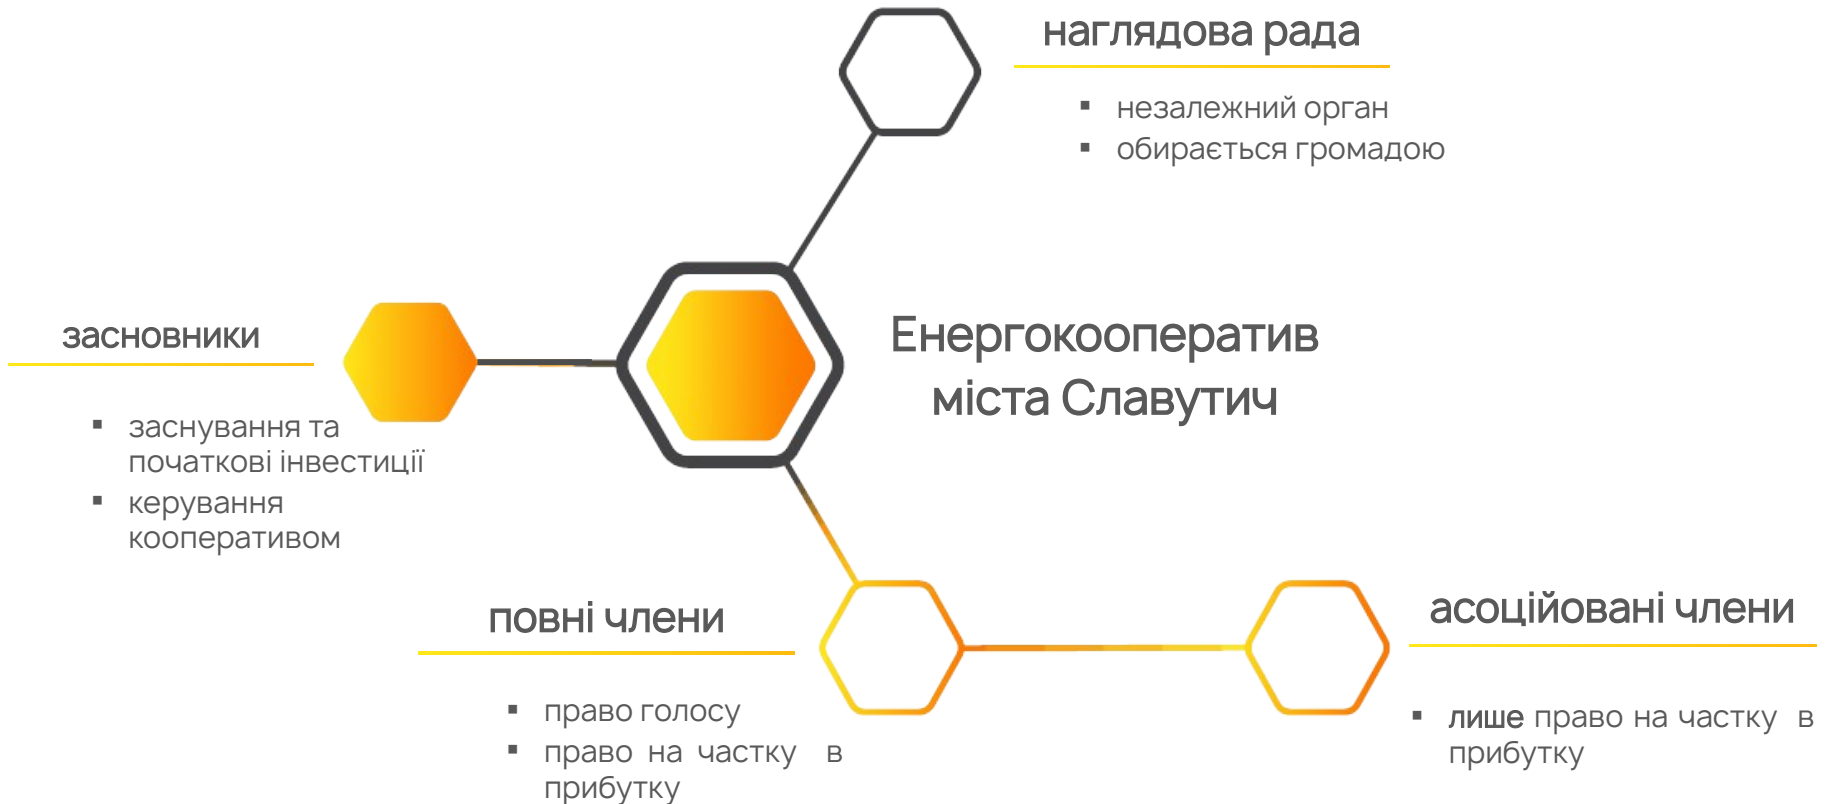 наглядова рада
▪ незалежний орган
▪ обирається громадою
засновники
▪ заснування та
початкові інвестиції
▪ керування
кооперативом
Енергокооператив
міста Славутич
повні члени
▪ право голосу
▪ право на частку в
прибутку
асоційовані члени
▪ лише право на частку в
прибутку